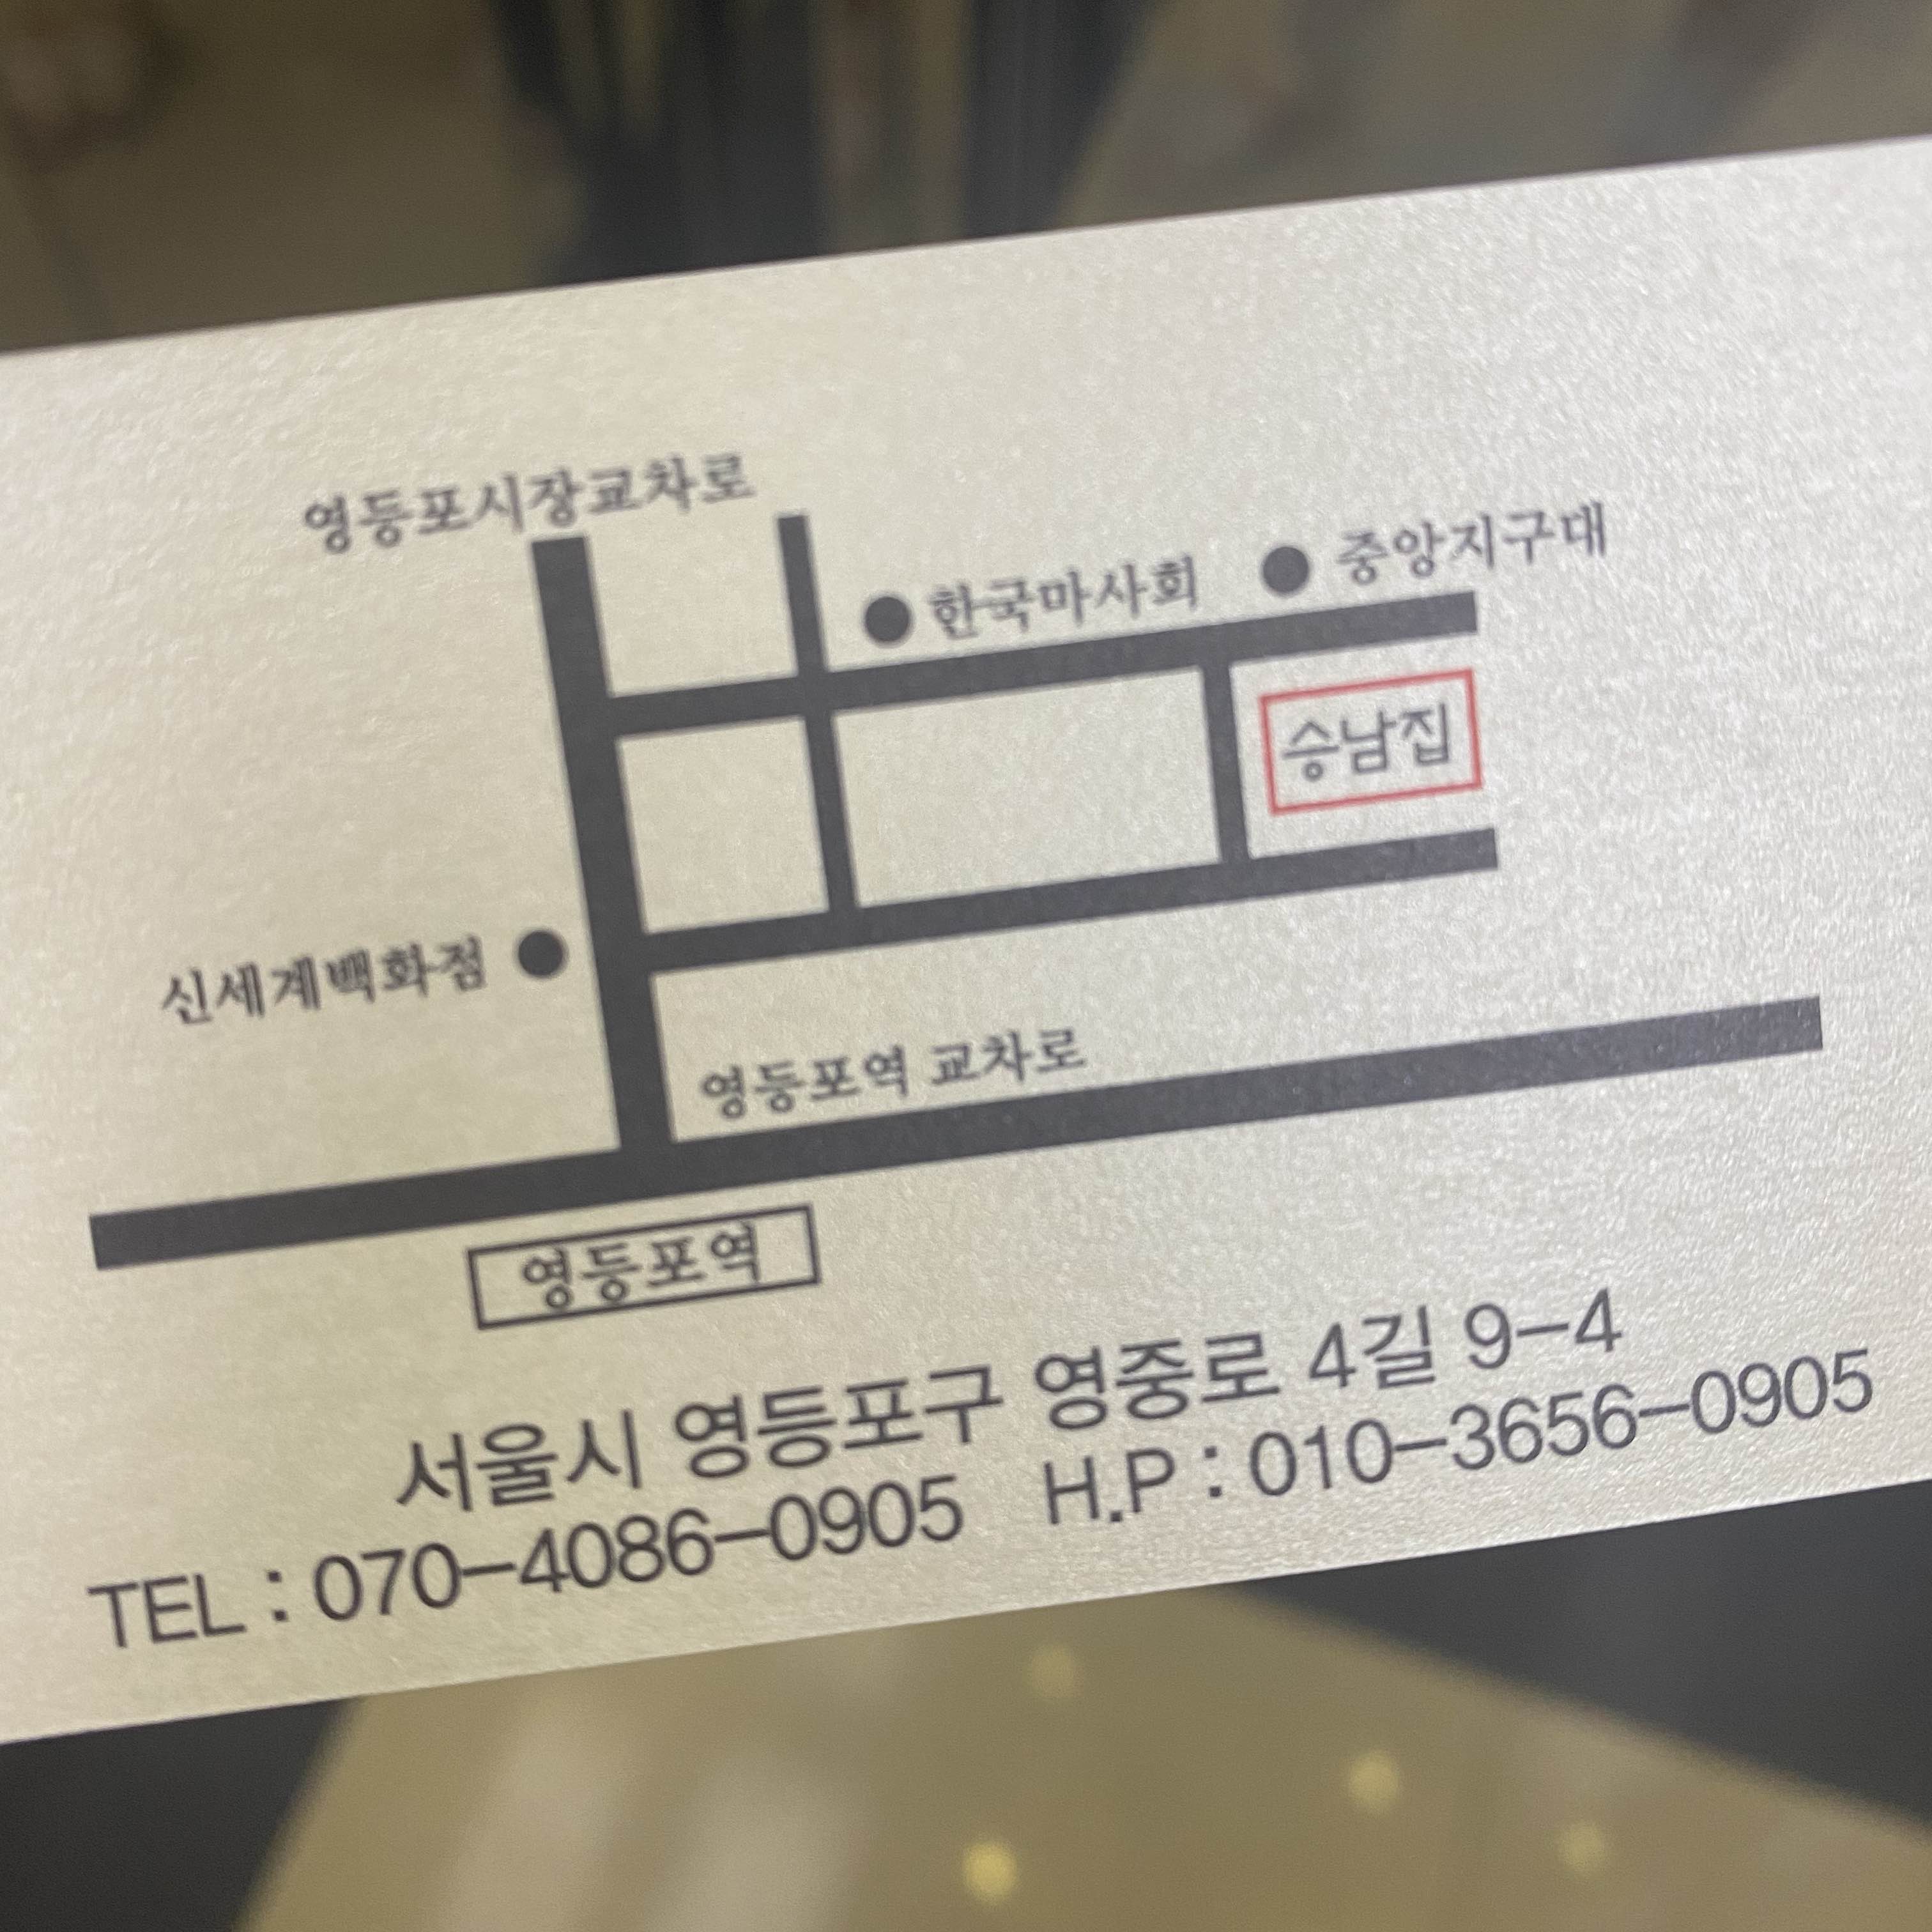 영등포시장교차로
한국마사회
중앙지구대
승남집
신세계백화점
영등포역 교차로
영등포역
서울시 영등포구 영중로 4길 9-4
TEL : 070-4086-0905 H.P : 010-3656-0905